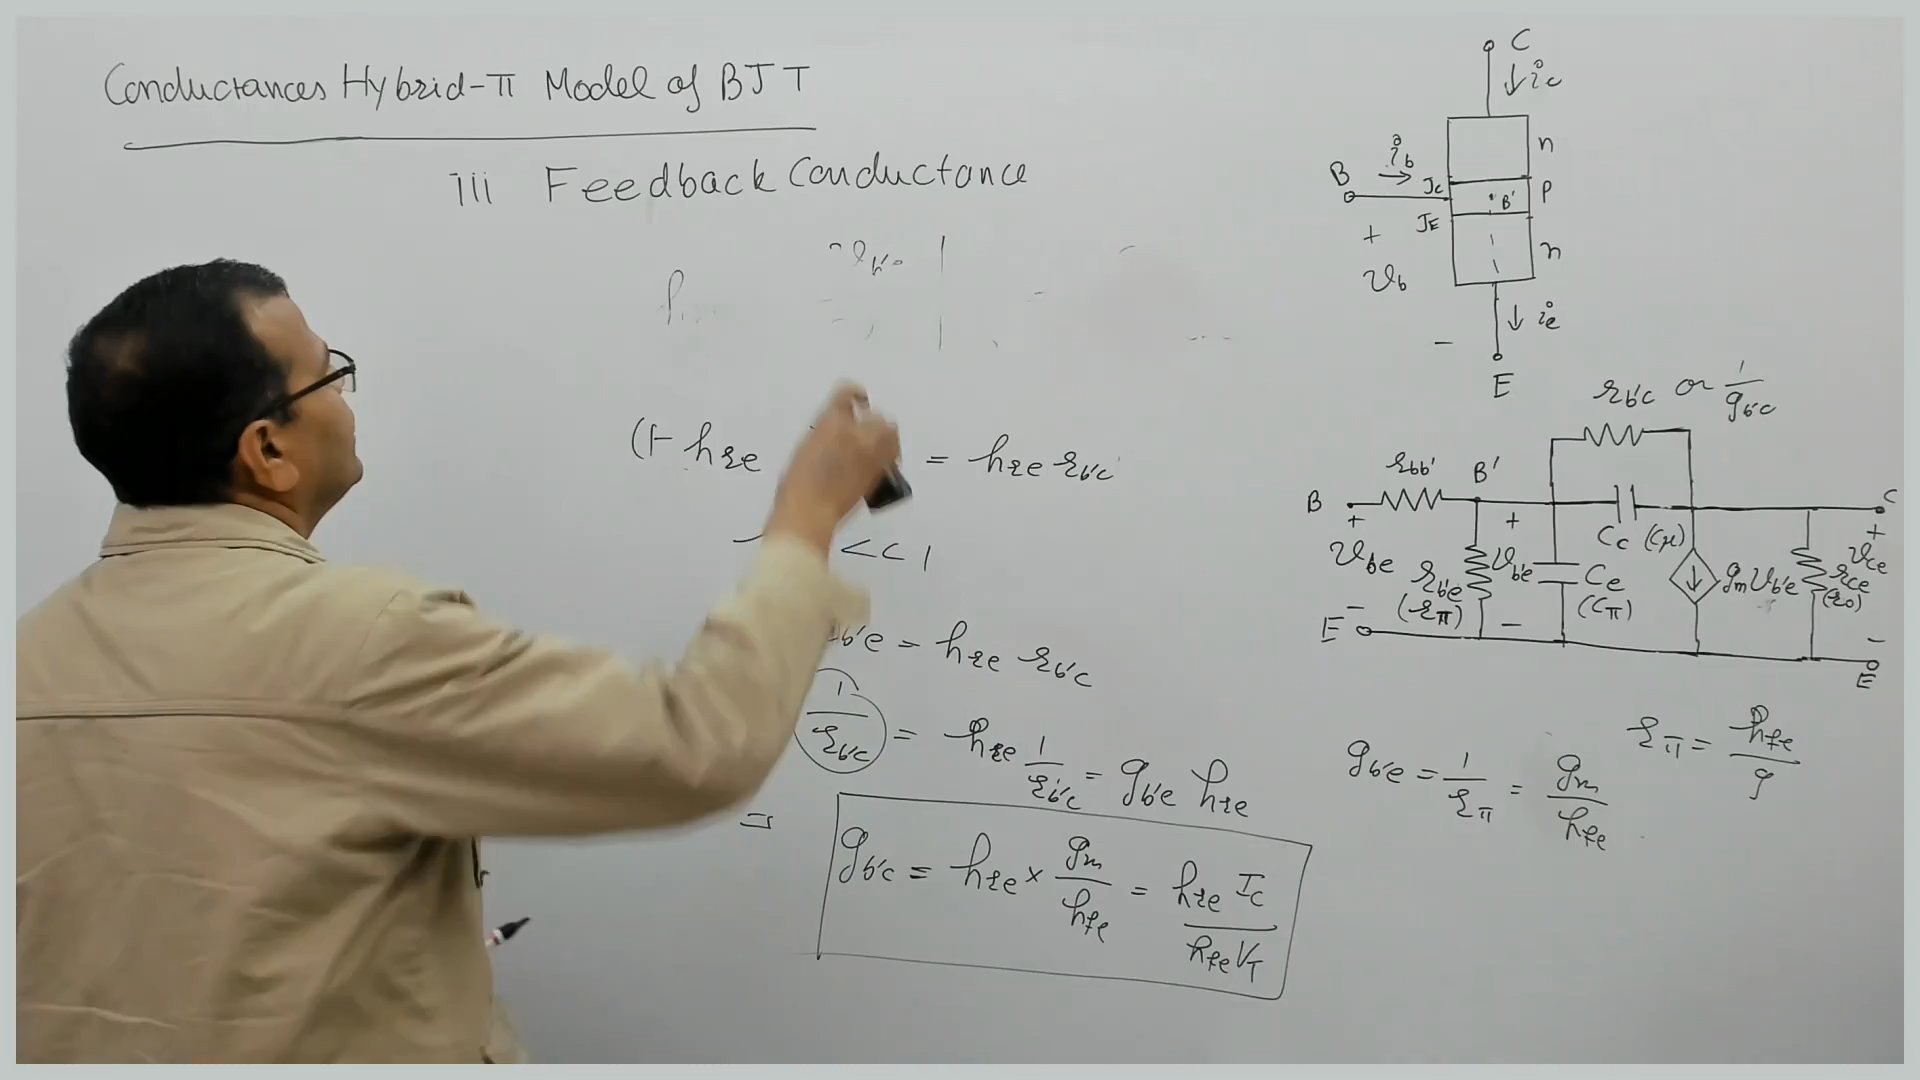 Conductances Hybrid-π Model of BJT
iii Feedback Conductance
(1-hre = hre rb'c
<< 1
b'e = hre rb'c
1/rb'c = hre 1/rb'c = gb'e hre
⇒ gb'c = hre × gm/hfe = hre Ic/hfe VT
C
↓ ic
n
B ib → Jc .B' P
JE
+
n
vb
↓ ie
-
E
rb'c or 1/gb'c
rbb' B'
B C
+ + Cc (Cμ) +
vbe rb'e vb'e Ce gm vb'e rce vce
(rπ) (Cπ) (ro)
- - -
E E
gb'e = 1/rπ = gm/hfe
rπ = hfe/g